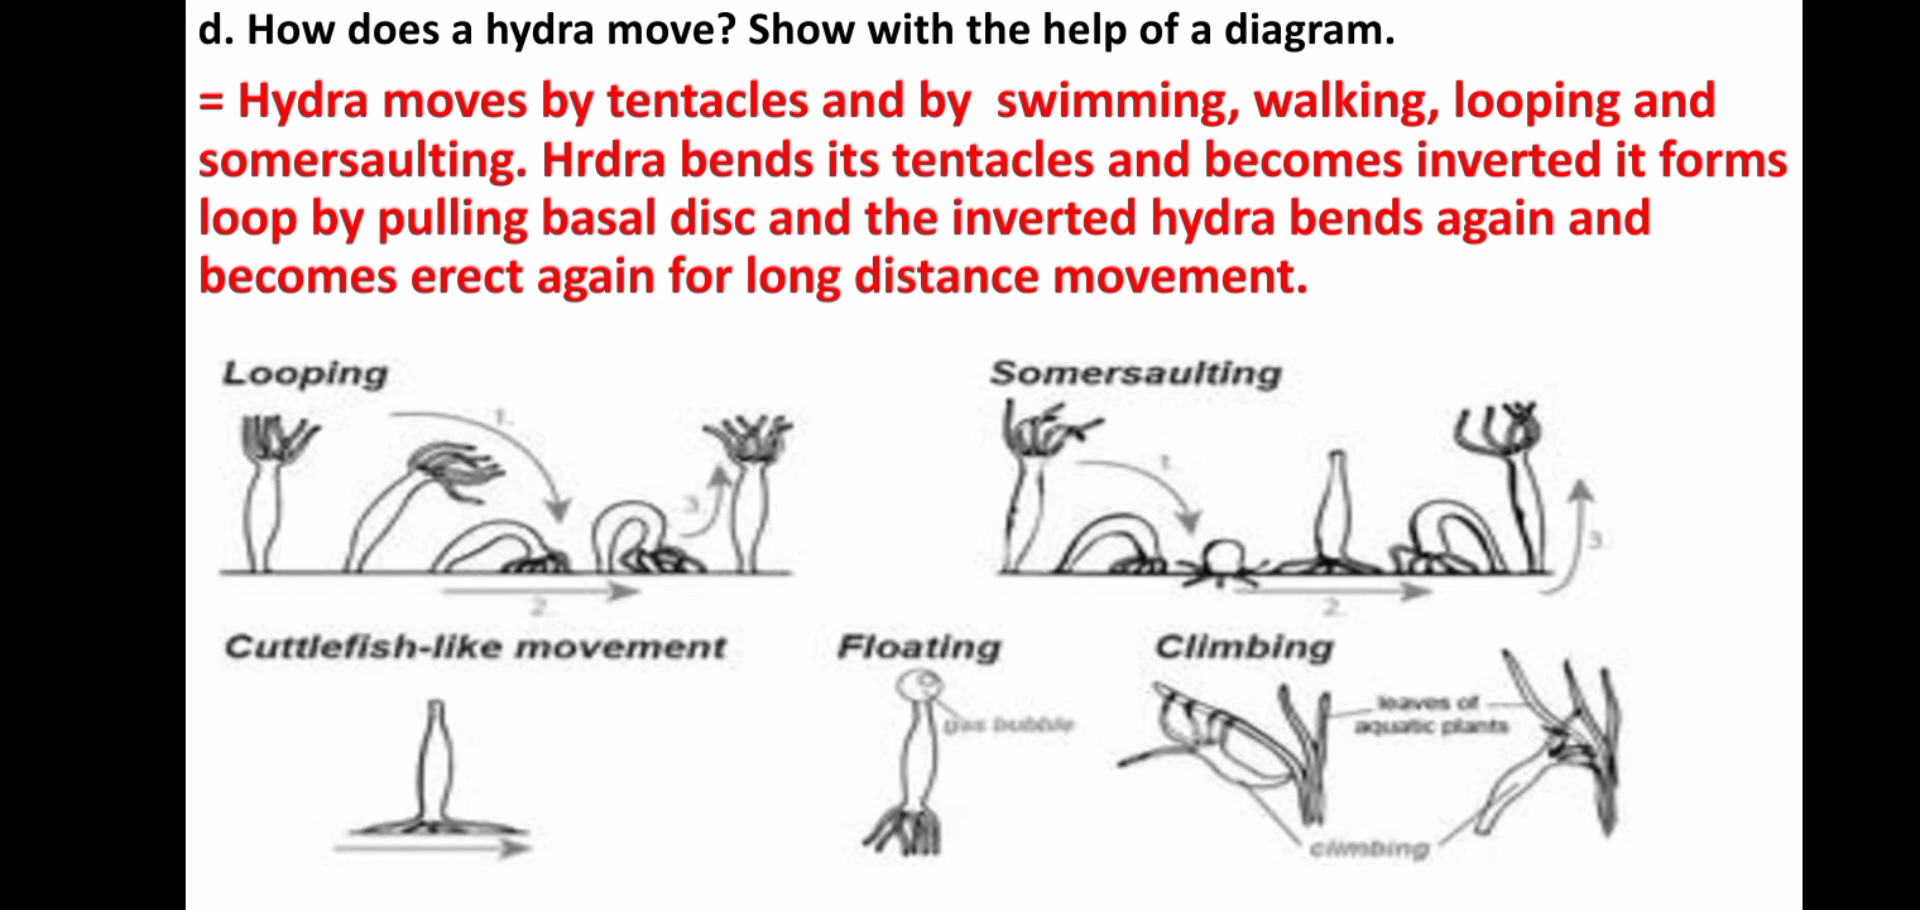 d. How does a hydra move? Show with the help of a diagram.
= Hydra moves by tentacles and by swimming, walking, looping and
somersaulting. Hrdra bends its tentacles and becomes inverted it forms
loop by pulling basal disc and the inverted hydra bends again and
becomes erect again for long distance movement.
Looping
1.
3.
2.
Somersaulting
1.
3.
2.
Cuttlefish-like movement
Floating
gas bubble
Climbing
leaves of
aquatic plants
climbing